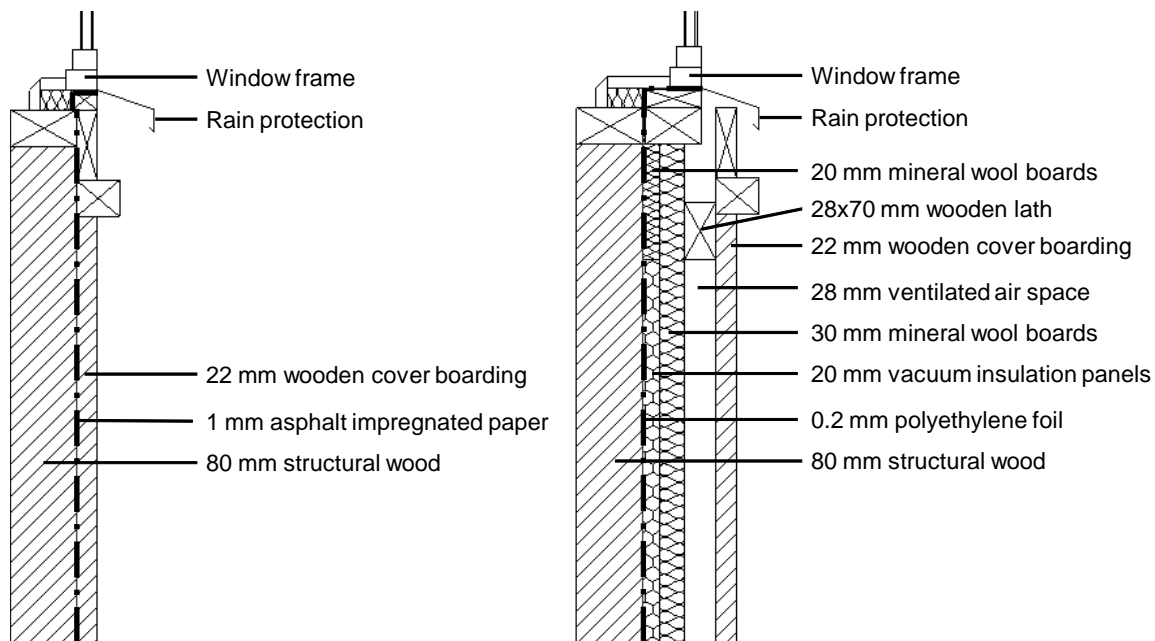 Window frame
Rain protection
22 mm wooden cover boarding
1 mm asphalt impregnated paper
80 mm structural wood
Window frame
Rain protection
20 mm mineral wool boards
28x70 mm wooden lath
22 mm wooden cover boarding
28 mm ventilated air space
30 mm mineral wool boards
20 mm vacuum insulation panels
0.2 mm polyethylene foil
80 mm structural wood